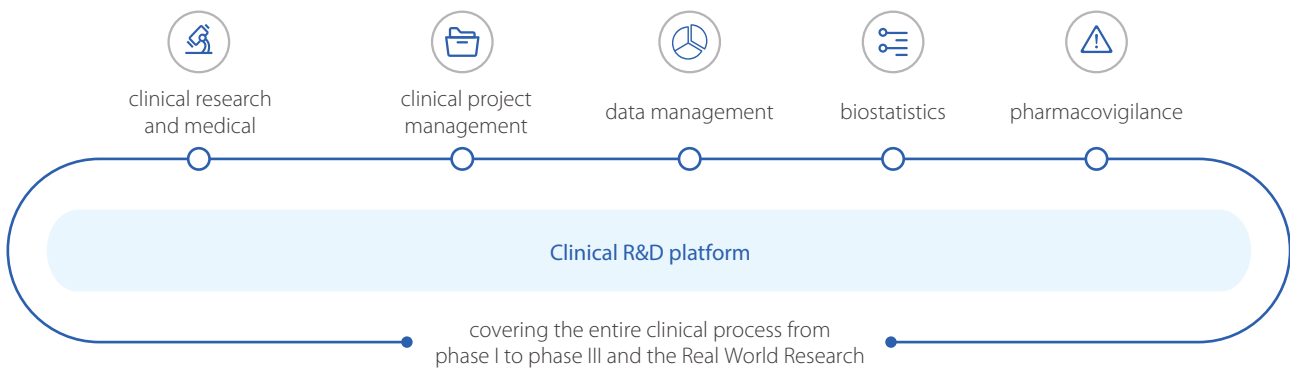 clinical research
and medical
clinical project
management
data management
biostatistics
pharmacovigilance
Clinical R&D platform
covering the entire clinical process from
phase I to phase III and the Real World Research